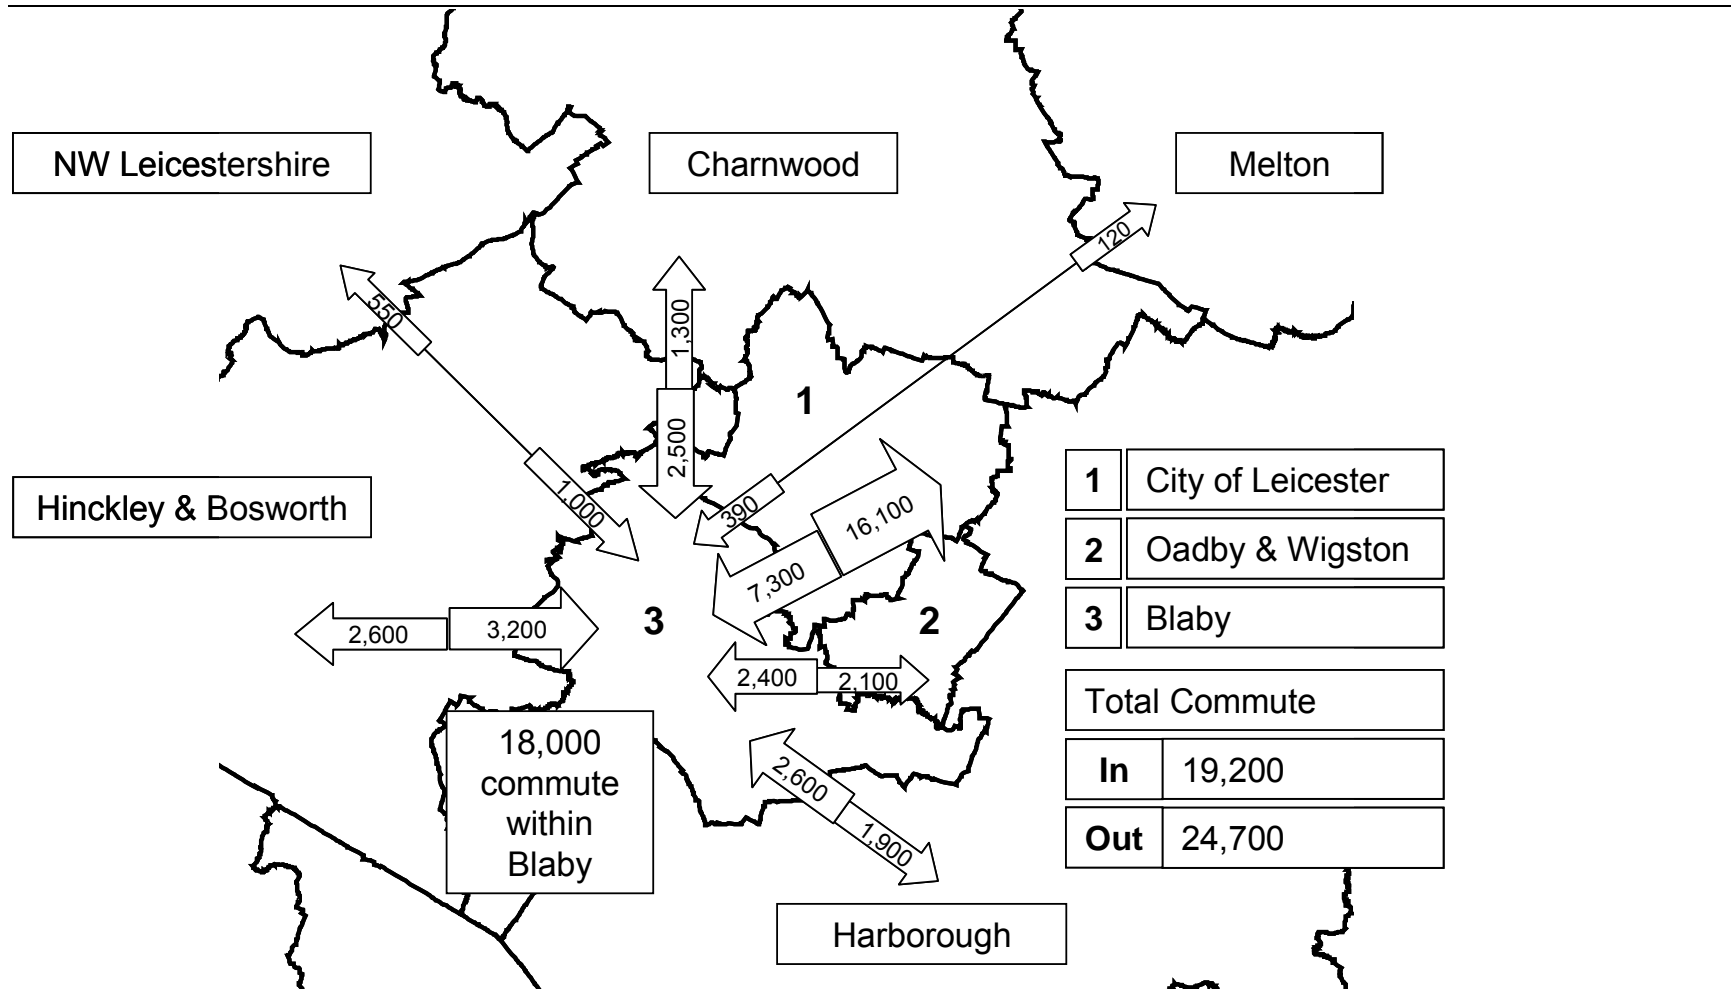 NW Leicestershire
Charnwood
Melton
120
550
1,300
1
2,500
Hinckley & Bosworth
1,000
390
16,100
7,300
1 City of Leicester
2 Oadby & Wigston
3 Blaby
2,600
3,200
3
2
2,400
2,100
Total Commute
In 19,200
Out 24,700
18,000
commute
within
Blaby
2,600
1,900
Harborough